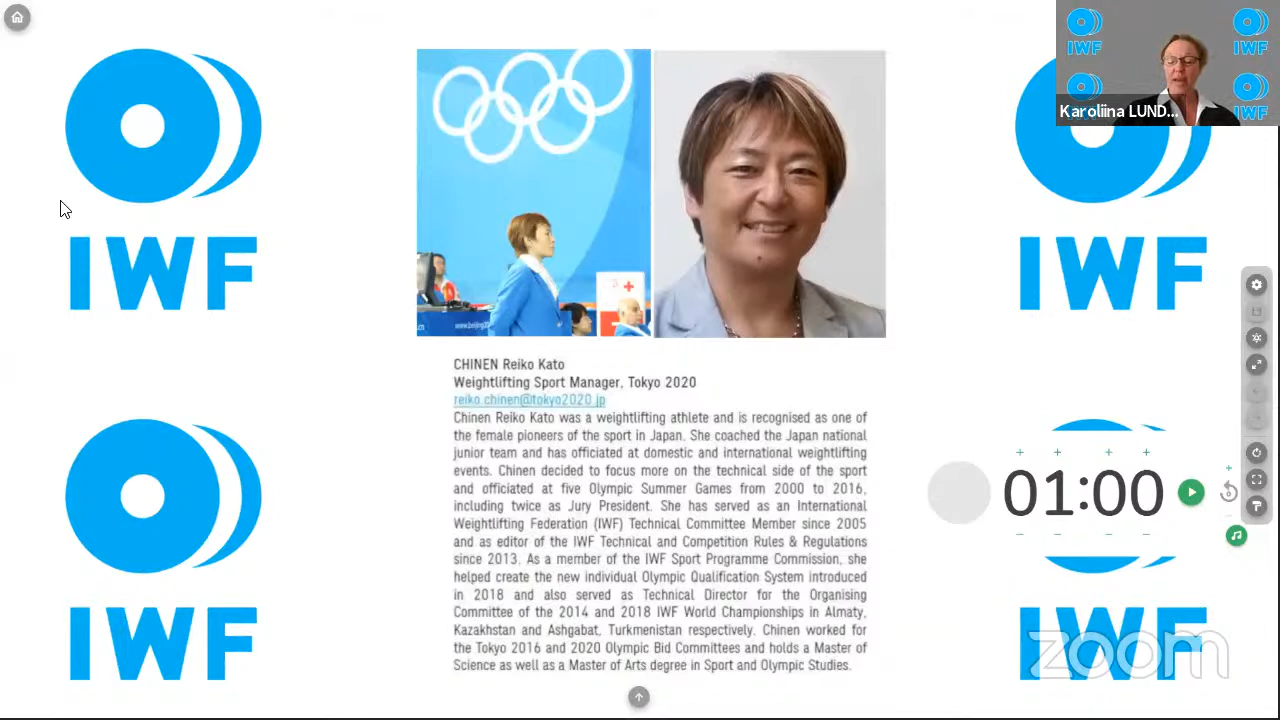 IWF
IWF
IWF
IWF
IWF
IWF
IWF
IWF
Karoliina LUND...
CHINEN Reiko Kato
Weightlifting Sport Manager, Tokyo 2020
reiko.chinen@tokyo2020.jp
Chinen Reiko Kato was a weightlifting athlete and is recognised as one of
the female pioneers of the sport in Japan. She coached the Japan national
junior team and has officiated at domestic and international weightlifting
events. Chinen decided to focus more on the technical side of the sport
and officiated at five Olympic Summer Games from 2000 to 2016,
including twice as Jury President. She has served as an International
Weightlifting Federation (IWF) Technical Committee Member since 2005
and as editor of the IWF Technical and Competition Rules & Regulations
since 2013. As a member of the IWF Sport Programme Commission, she
helped create the new individual Olympic Qualification System introduced
in 2018 and also served as Technical Director for the Organising
Committee of the 2014 and 2018 IWF World Championships in Almaty,
Kazakhstan and Ashgabat, Turkmenistan respectively. Chinen worked for
the Tokyo 2016 and 2020 Olympic Bid Committees and holds a Master of
Science as well as a Master of Arts degree in Sport and Olympic Studies.
01:00
zoom